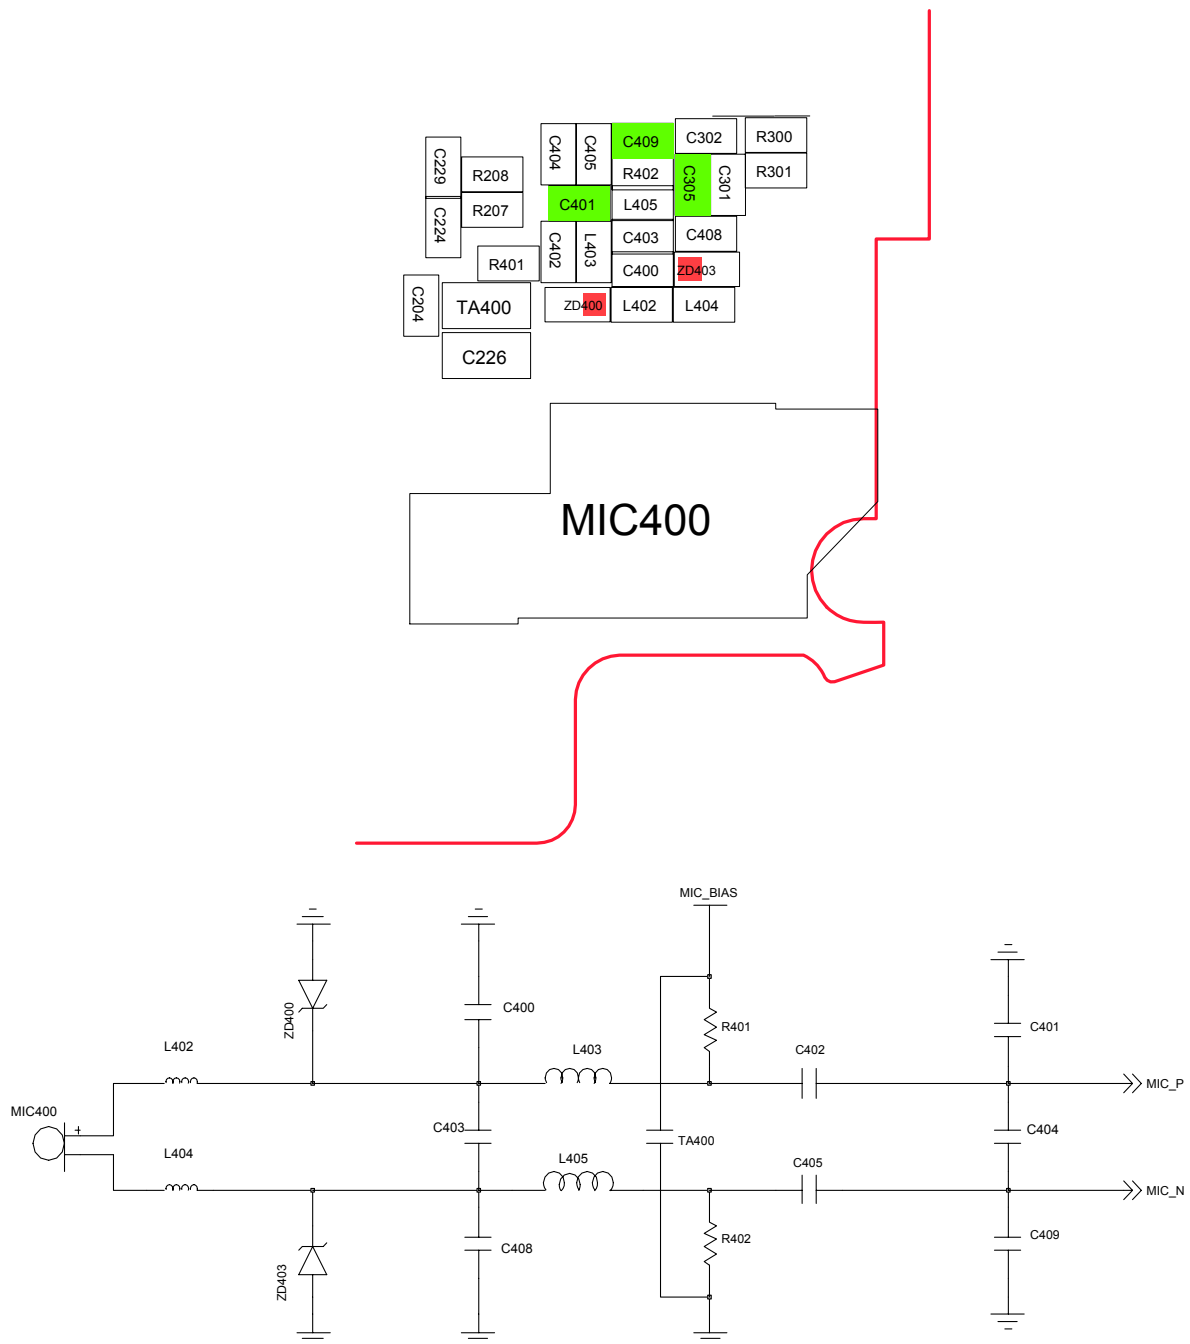 C229
R208
C404
C405
C409
C302
R300
R402
C305
C301
R301
C224
R207
C401
L405
R401
C402
L403
C403
C408
C400
ZD403
C204
TA400
ZD400
L402
L404
C226
MIC400
MIC_BIAS
ZD400
C400
R401
C401
L402
L403
C402
MIC_P
MIC400
+
C403
TA400
C404
L404
L405
C405
MIC_N
ZD403
C408
R402
C409